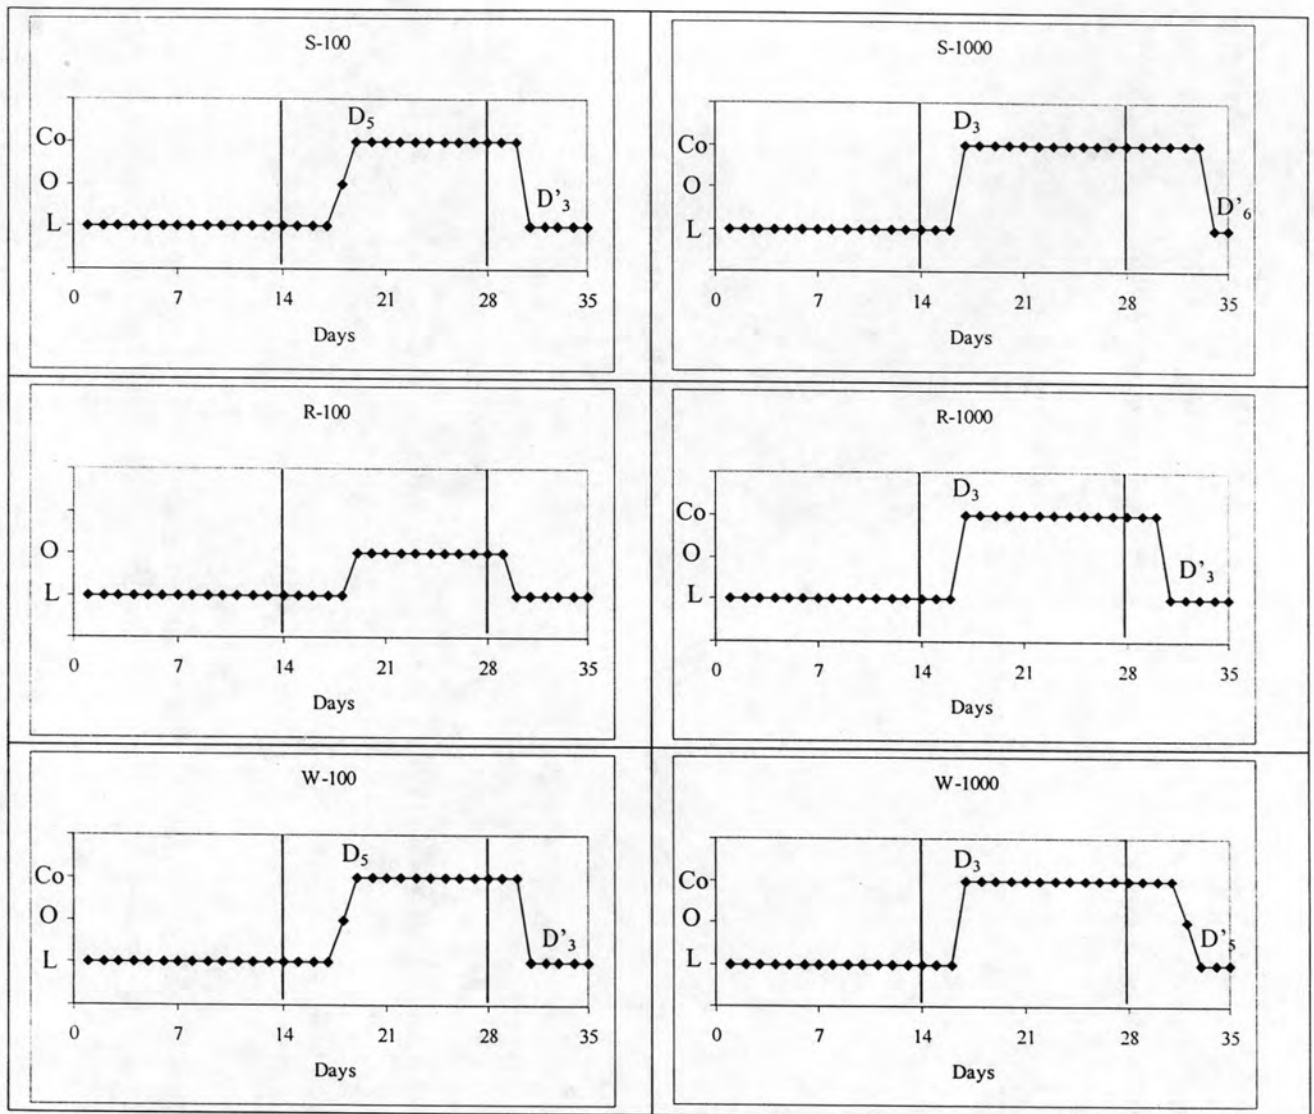 S-100
D5
Co
O
D'3
L
0 7 14 21 28 35
Days
S-1000
D3
Co
O
D'6
L
0 7 14 21 28 35
Days
R-100
O
L
0 7 14 21 28 35
Days
R-1000
D3
Co
O
D'3
L
0 7 14 21 28 35
Days
W-100
D5
Co
O
D'3
L
0 7 14 21 28 35
Days
W-1000
D3
Co
O
D'5
L
0 7 14 21 28 35
Days